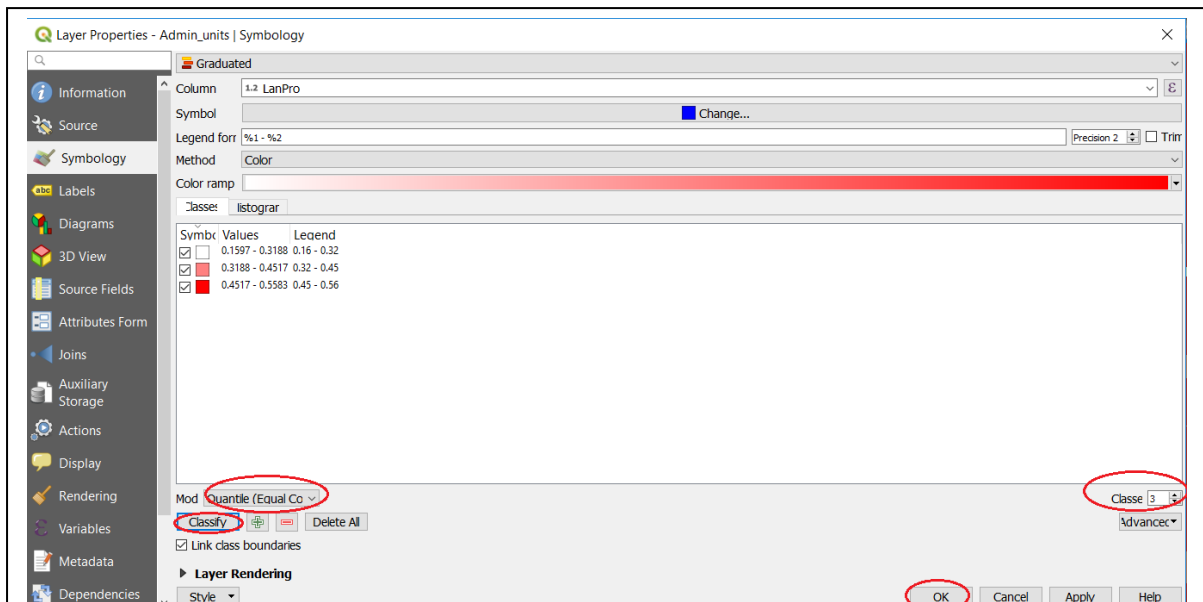 Layer Properties - Admin_units | Symbology
Graduated
Information
Source
Symbology
Labels
Diagrams
3D View
Source Fields
Attributes Form
Joins
Auxiliary
Storage
Actions
Display
Rendering
Variables
Metadata
Dependencies
Column 1.2 LanPro ε
Symbol Change...
Legend forr %1 - %2 Precision 2 Trim
Method Color
Color ramp
Classes listograr
Symbc Values Legend
0.1597 - 0.3188 0.16 - 0.32
0.3188 - 0.4517 0.32 - 0.45
0.4517 - 0.5583 0.45 - 0.56
Mod Quantile (Equal Co Classe 3
Classify Delete All Advanced
Link class boundaries
Layer Rendering
Style OK Cancel Apply Help